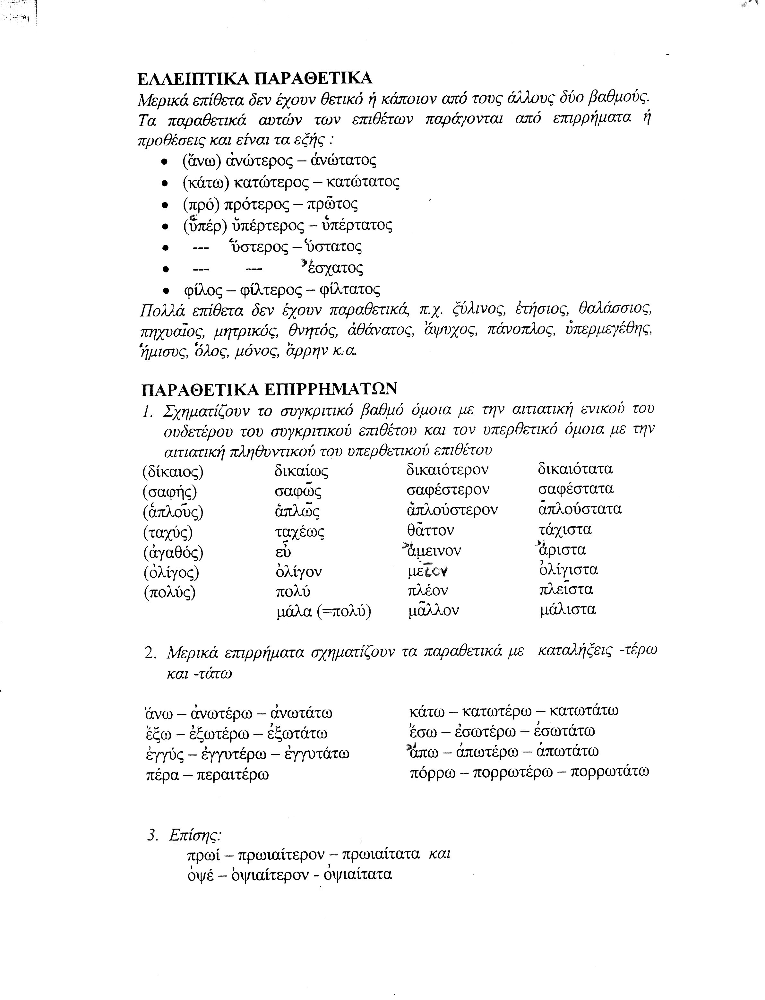 ΕΛΛΕΙΠΤΙΚΑ ΠΑΡΑΘΕΤΙΚΑ
Μερικά επίθετα δεν έχουν θετικό ή κάποιον από τους άλλους δύο βαθμούς.
Τα παραθετικά αυτών των επιθέτων παράγονται από επιρρήματα ή
προθέσεις και είναι τα εξής :
• (ἄνω) ἀνώτερος – ἀνώτατος
• (κάτω) κατώτερος – κατώτατος
• (πρό) πρότερος – πρῶτος
• (ὑπέρ) ὑπέρτερος – ὑπέρτατος
• --- ὕστερος – ὕστατος
• --- --- ἔσχατος
• φίλος – φίλτερος – φίλτατος
Πολλά επίθετα δεν έχουν παραθετικά, π.χ. ξύλινος, ἐτήσιος, θαλάσσιος,
πηχυαῖος, μητρικός, θνητός, ἀθάνατος, ἄψυχος, πάνοπλος, ὑπερμεγέθης,
ἥμισυς, ὅλος, μόνος, ἄρρην κ.α.
ΠΑΡΑΘΕΤΙΚΑ ΕΠΙΡΡΗΜΑΤΩΝ
1. Σχηματίζουν το συγκριτικό βαθμό όμοια με την αιτιατική ενικού του
ουδετέρου του συγκριτικού επιθέτου και τον υπερθετικό όμοια με την
αιτιατική πληθυντικού του υπερθετικού επιθέτου
(δίκαιος) δικαίως δικαιότερον δικαιότατα
(σαφής) σαφῶς σαφέστερον σαφέστατα
(ἁπλοῦς) ἁπλῶς ἁπλούστερον ἁπλούστατα
(ταχύς) ταχέως θᾶττον τάχιστα
(ἀγαθός) εὖ ἄμεινον ἄριστα
(ὀλίγος) ὀλίγον μεῖον ὀλίγιστα
(πολύς) πολύ πλέον πλεῖστα
μάλα (=πολύ) μᾶλλον μάλιστα
2. Μερικά επιρρήματα σχηματίζουν τα παραθετικά με καταλήξεις -τέρω
και -τάτω
ἄνω – ἀνωτέρω – ἀνωτάτω κάτω – κατωτέρω – κατωτάτω
ἔξω – ἐξωτέρω – ἐξωτάτω ἔσω – ἐσωτέρω – ἐσωτάτω
ἐγγύς – ἐγγυτέρω – ἐγγυτάτω ἄπω – ἀπωτέρω – ἀπωτάτω
πέρα – περαιτέρω πόρρω – πορρωτέρω – πορρωτάτω
3. Επίσης:
πρωί – πρωιαίτερον – πρωιαίτατα και
ὀψέ – ὀψιαίτερον - ὀψιαίτατα